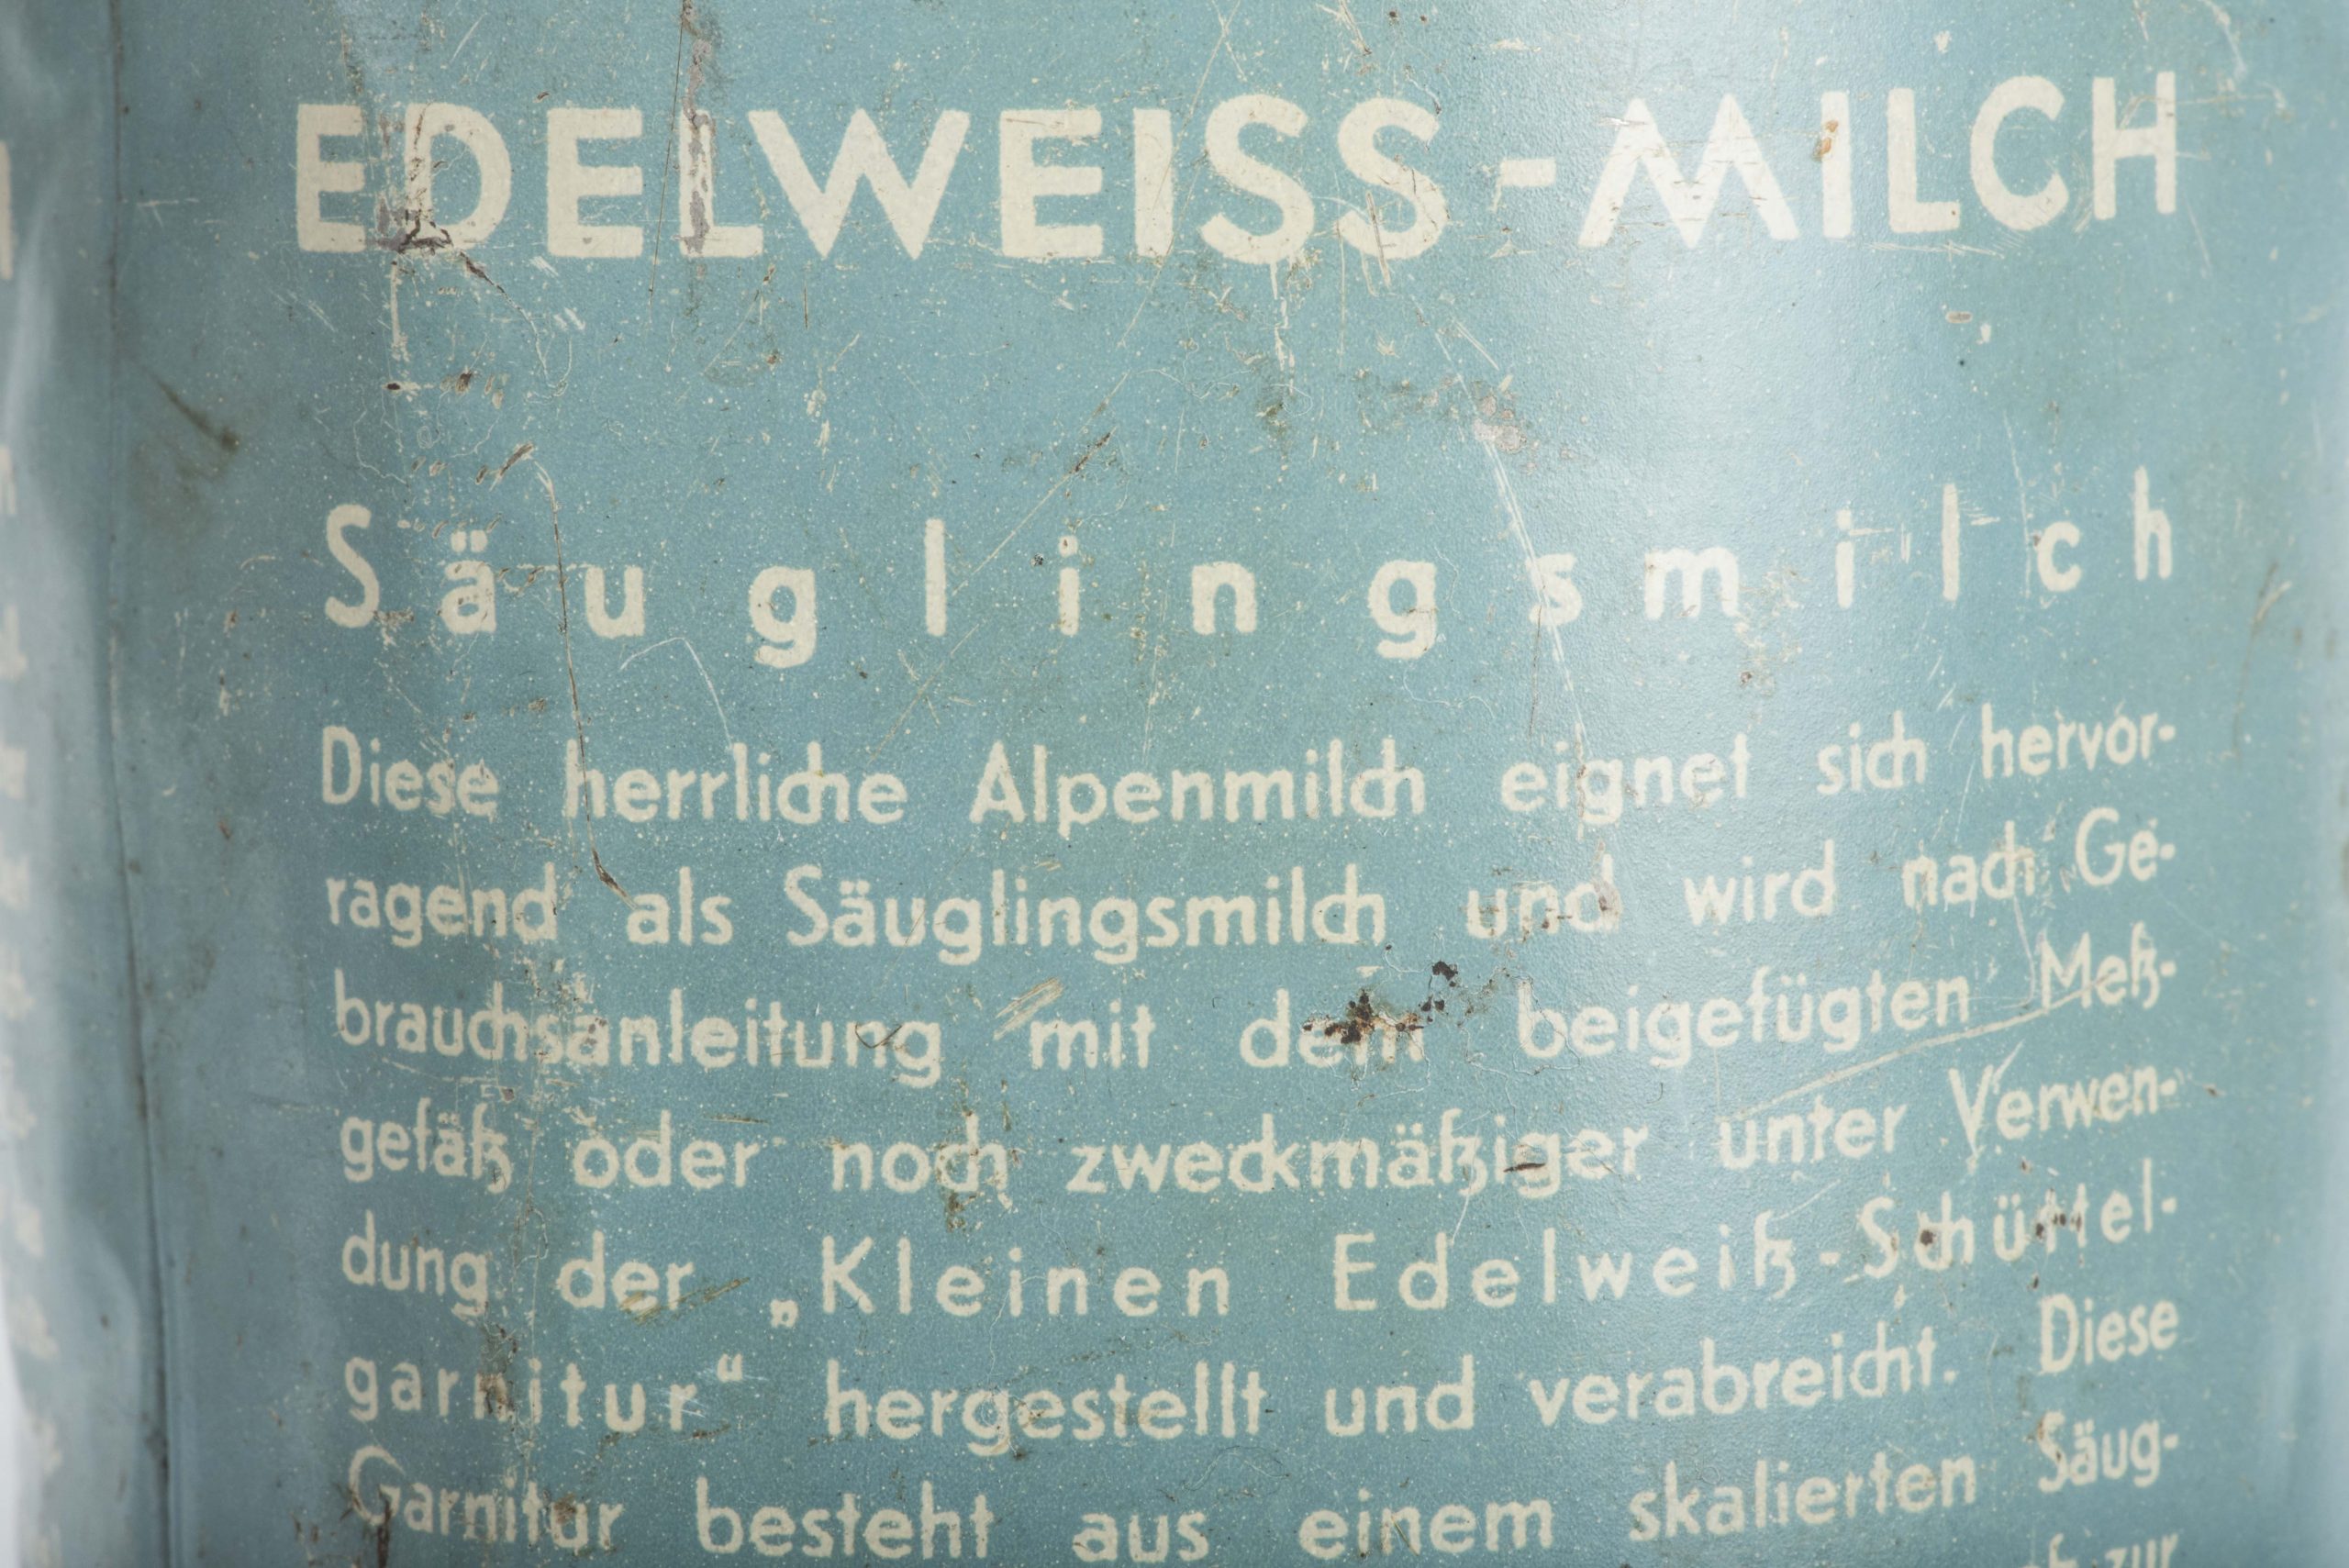 EDELWEISS-MILCH
Säuglingsmilch
Diese herrliche Alpenmilch eignet sich hervor-
ragend als Säuglingsmilch und wird nach Ge-
brauchsanleitung mit dem beigefügten Meß-
gefäß oder noch zweckmäßiger unter Verwen-
dung der „Kleinen Edelweiß-Schüttel-
garnitur“ hergestellt und verabreicht. Diese
Garnitur besteht aus einem skalierten Säug-
zur